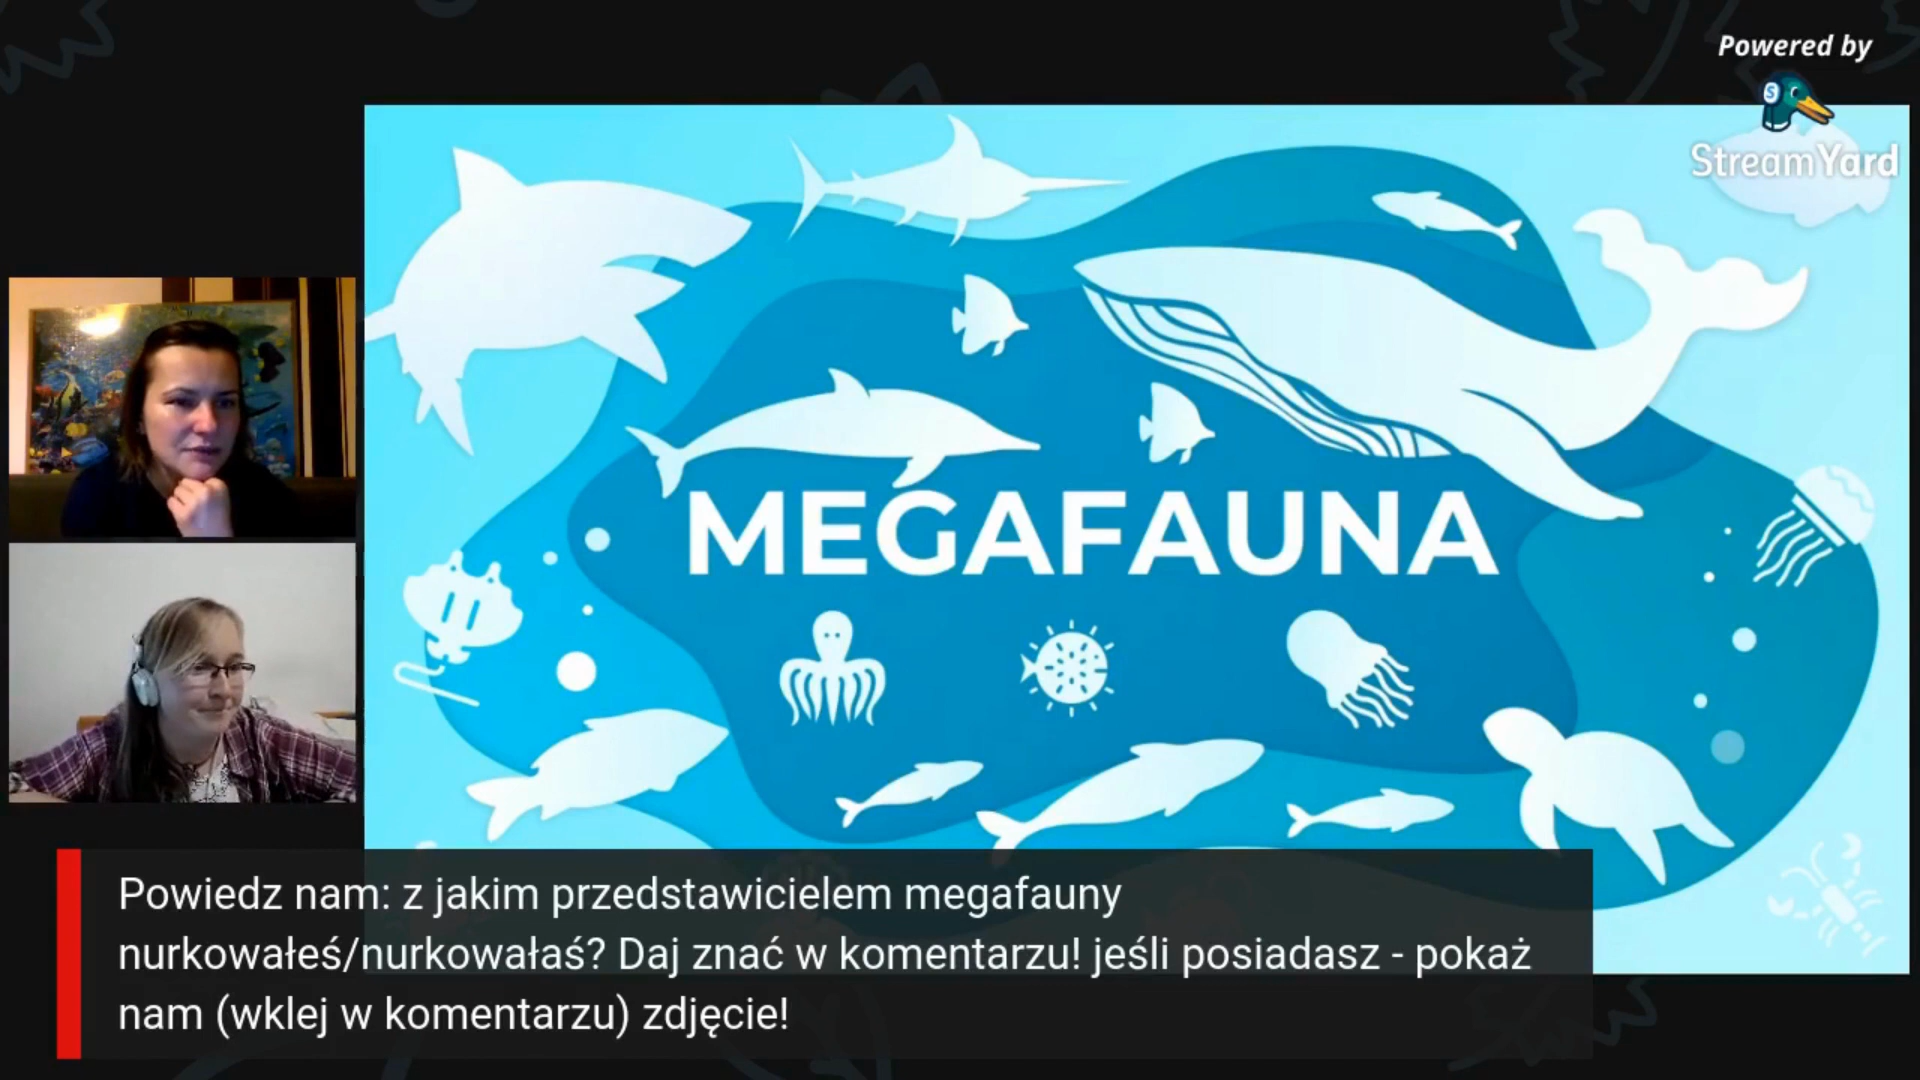 Powered by
StreamYard
MEGAFAUNA
Powiedz nam: z jakim przedstawicielem megafauny
nurkowałeś/nurkowałaś? Daj znać w komentarzu! jeśli posiadasz - pokaż
nam (wklej w komentarzu) zdjęcie!